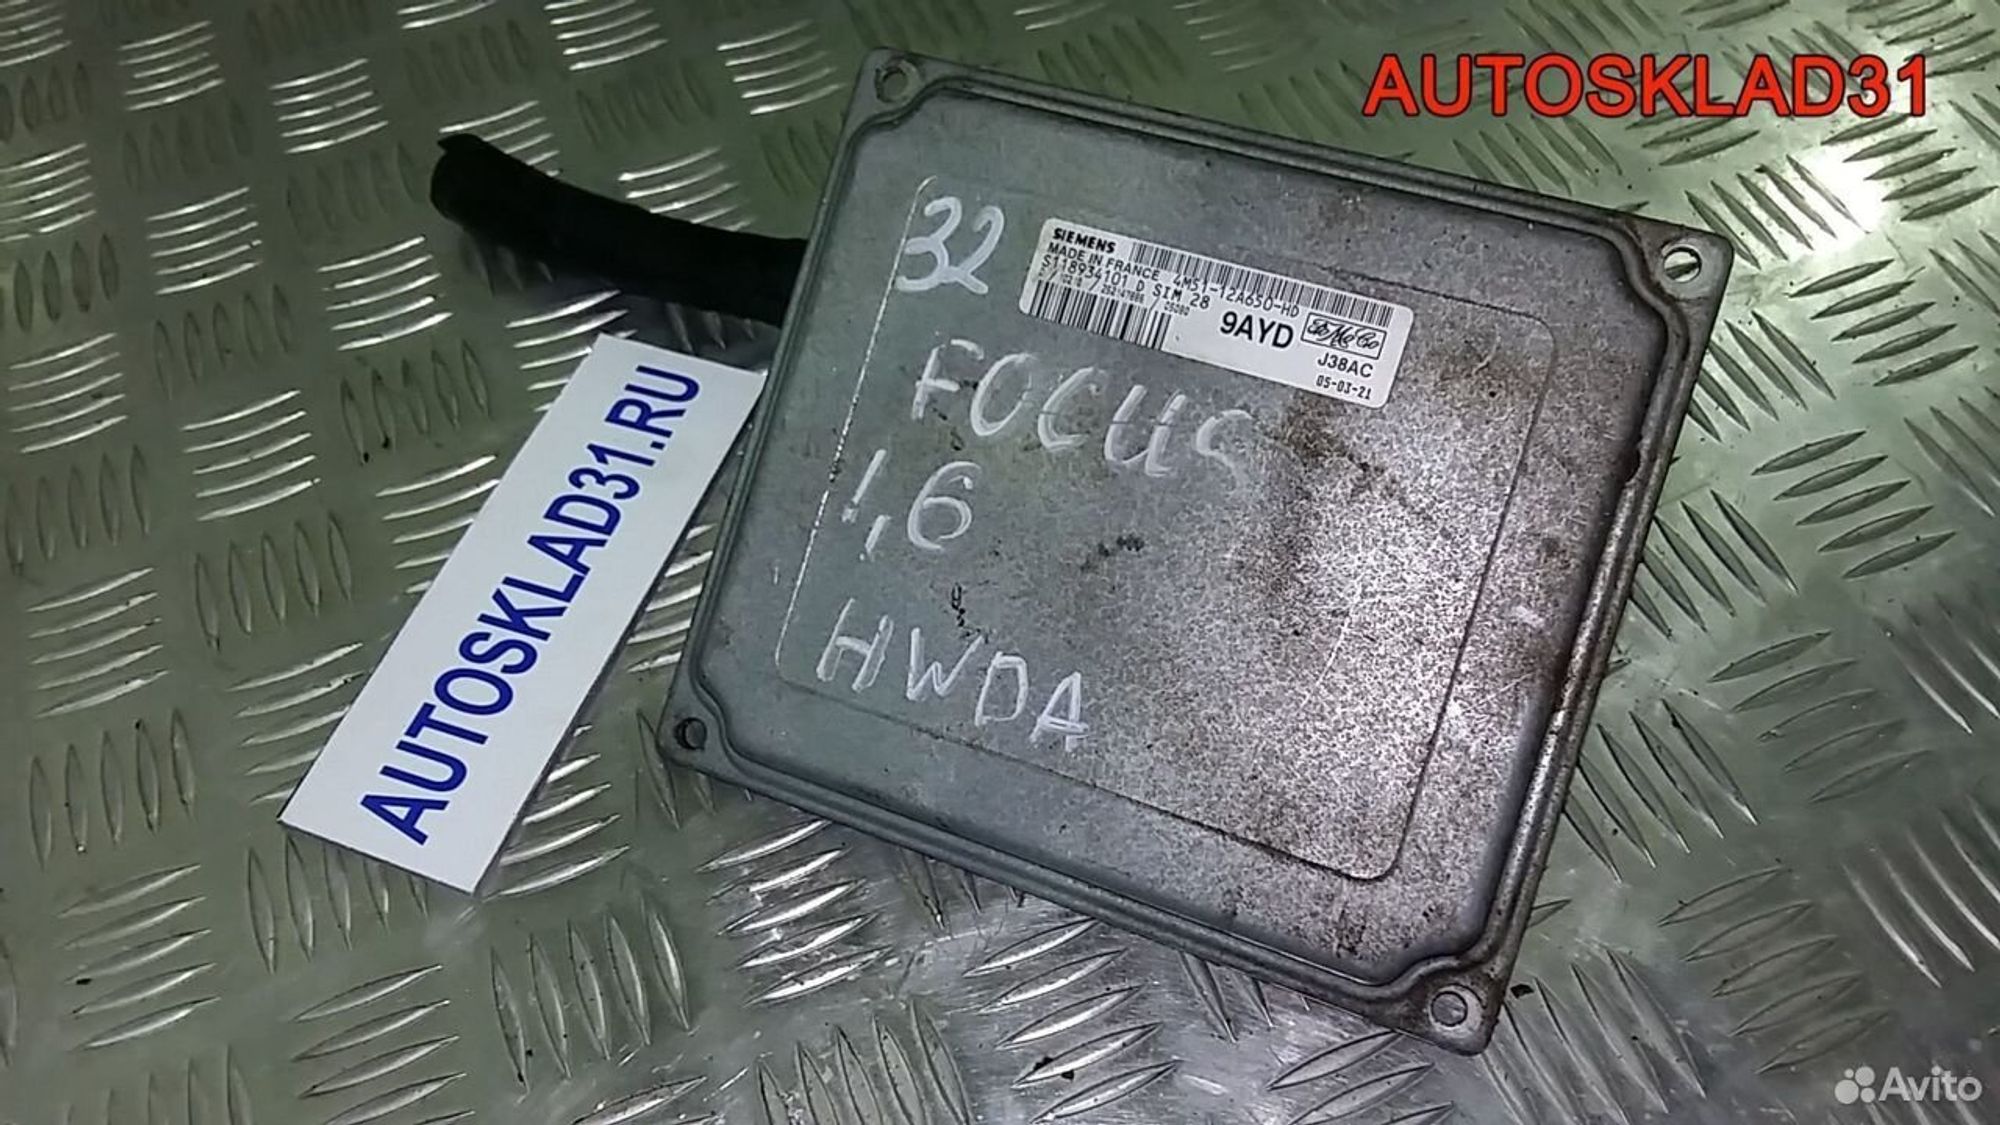 AUTOSKLAD31
32
SIEMENS
MADE IN FRANCE 4M51-12A650-HD
S118934101 D SIM 28
9AYD
J38AC
05-03-21
FOCUS
1,6
HWDA
AUTOSKLAD31.RU
Avito